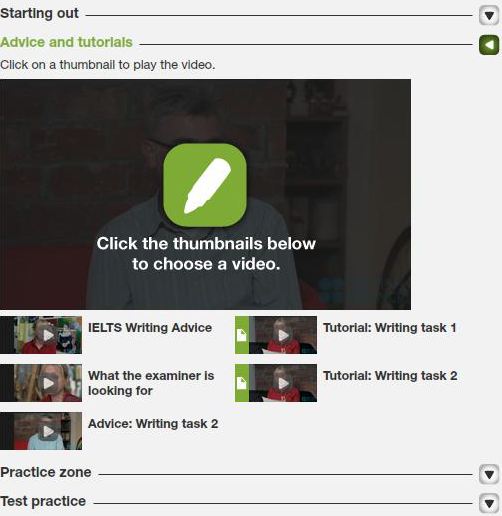 Starting out
Advice and tutorials
Click on a thumbnail to play the video.
Click the thumbnails below
to choose a video.
IELTS Writing Advice
Tutorial: Writing task 1
What the examiner is
looking for
Tutorial: Writing task 2
Advice: Writing task 2
Practice zone
Test practice